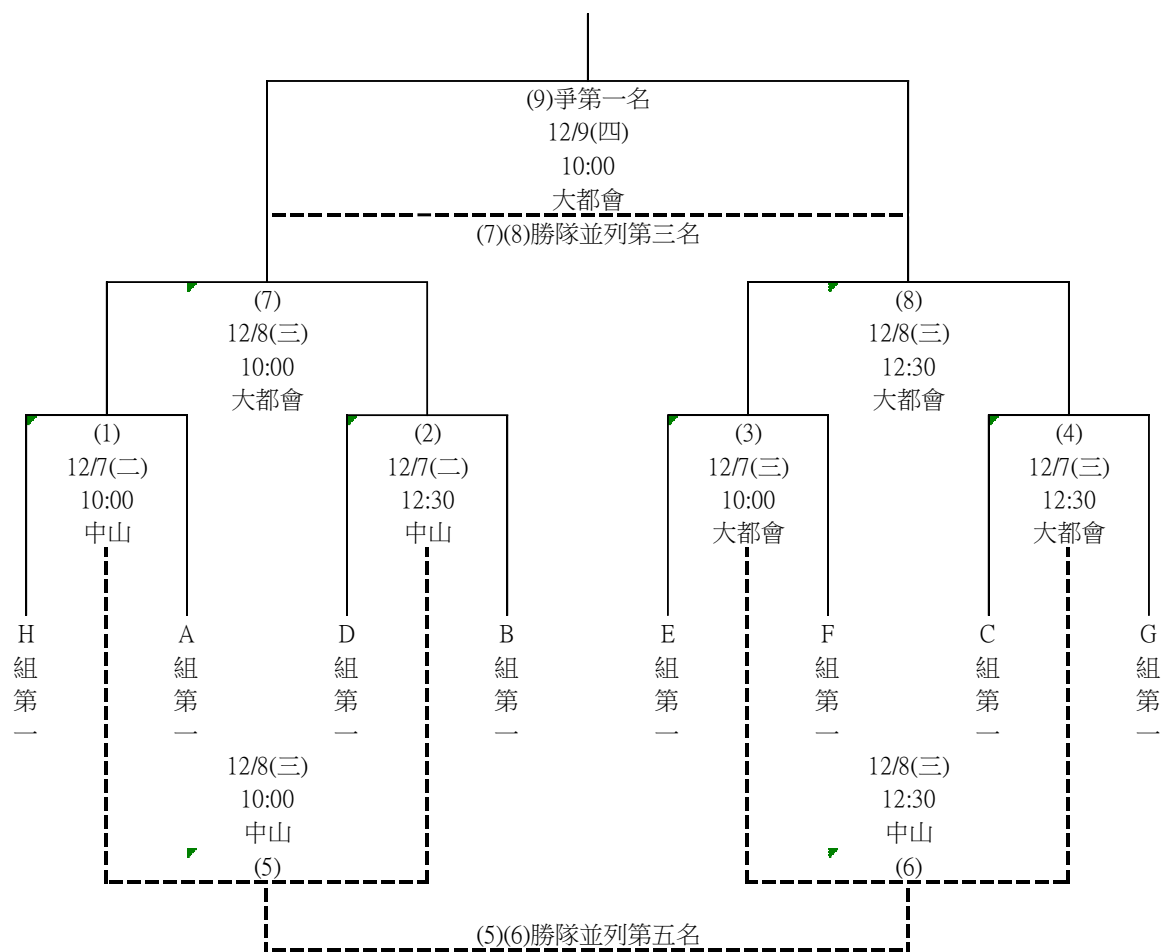 (9)爭第一名
12/9(四)
10:00
大都會
(7)(8)勝隊並列第三名
(7)
12/8(三)
10:00
大都會
(8)
12/8(三)
12:30
大都會
(1)
12/7(二)
10:00
中山
(2)
12/7(二)
12:30
中山
(3)
12/7(三)
10:00
大都會
(4)
12/7(三)
12:30
大都會
H組第一
A組第一
D組第一
B組第一
E組第一
F組第一
C組第一
G組第一
12/8(三)
10:00
中山
(5)
12/8(三)
12:30
中山
(6)
(5)(6)勝隊並列第五名